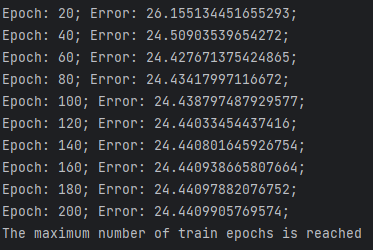 Epoch: 20; Error: 26.155134451655293;
Epoch: 40; Error: 24.50903539654272;
Epoch: 60; Error: 24.427671375424865;
Epoch: 80; Error: 24.43417997116672;
Epoch: 100; Error: 24.438797487929577;
Epoch: 120; Error: 24.44033454437416;
Epoch: 140; Error: 24.440801645926754;
Epoch: 160; Error: 24.440938665807664;
Epoch: 180; Error: 24.44097882076752;
Epoch: 200; Error: 24.4409905769574;
The maximum number of train epochs is reached